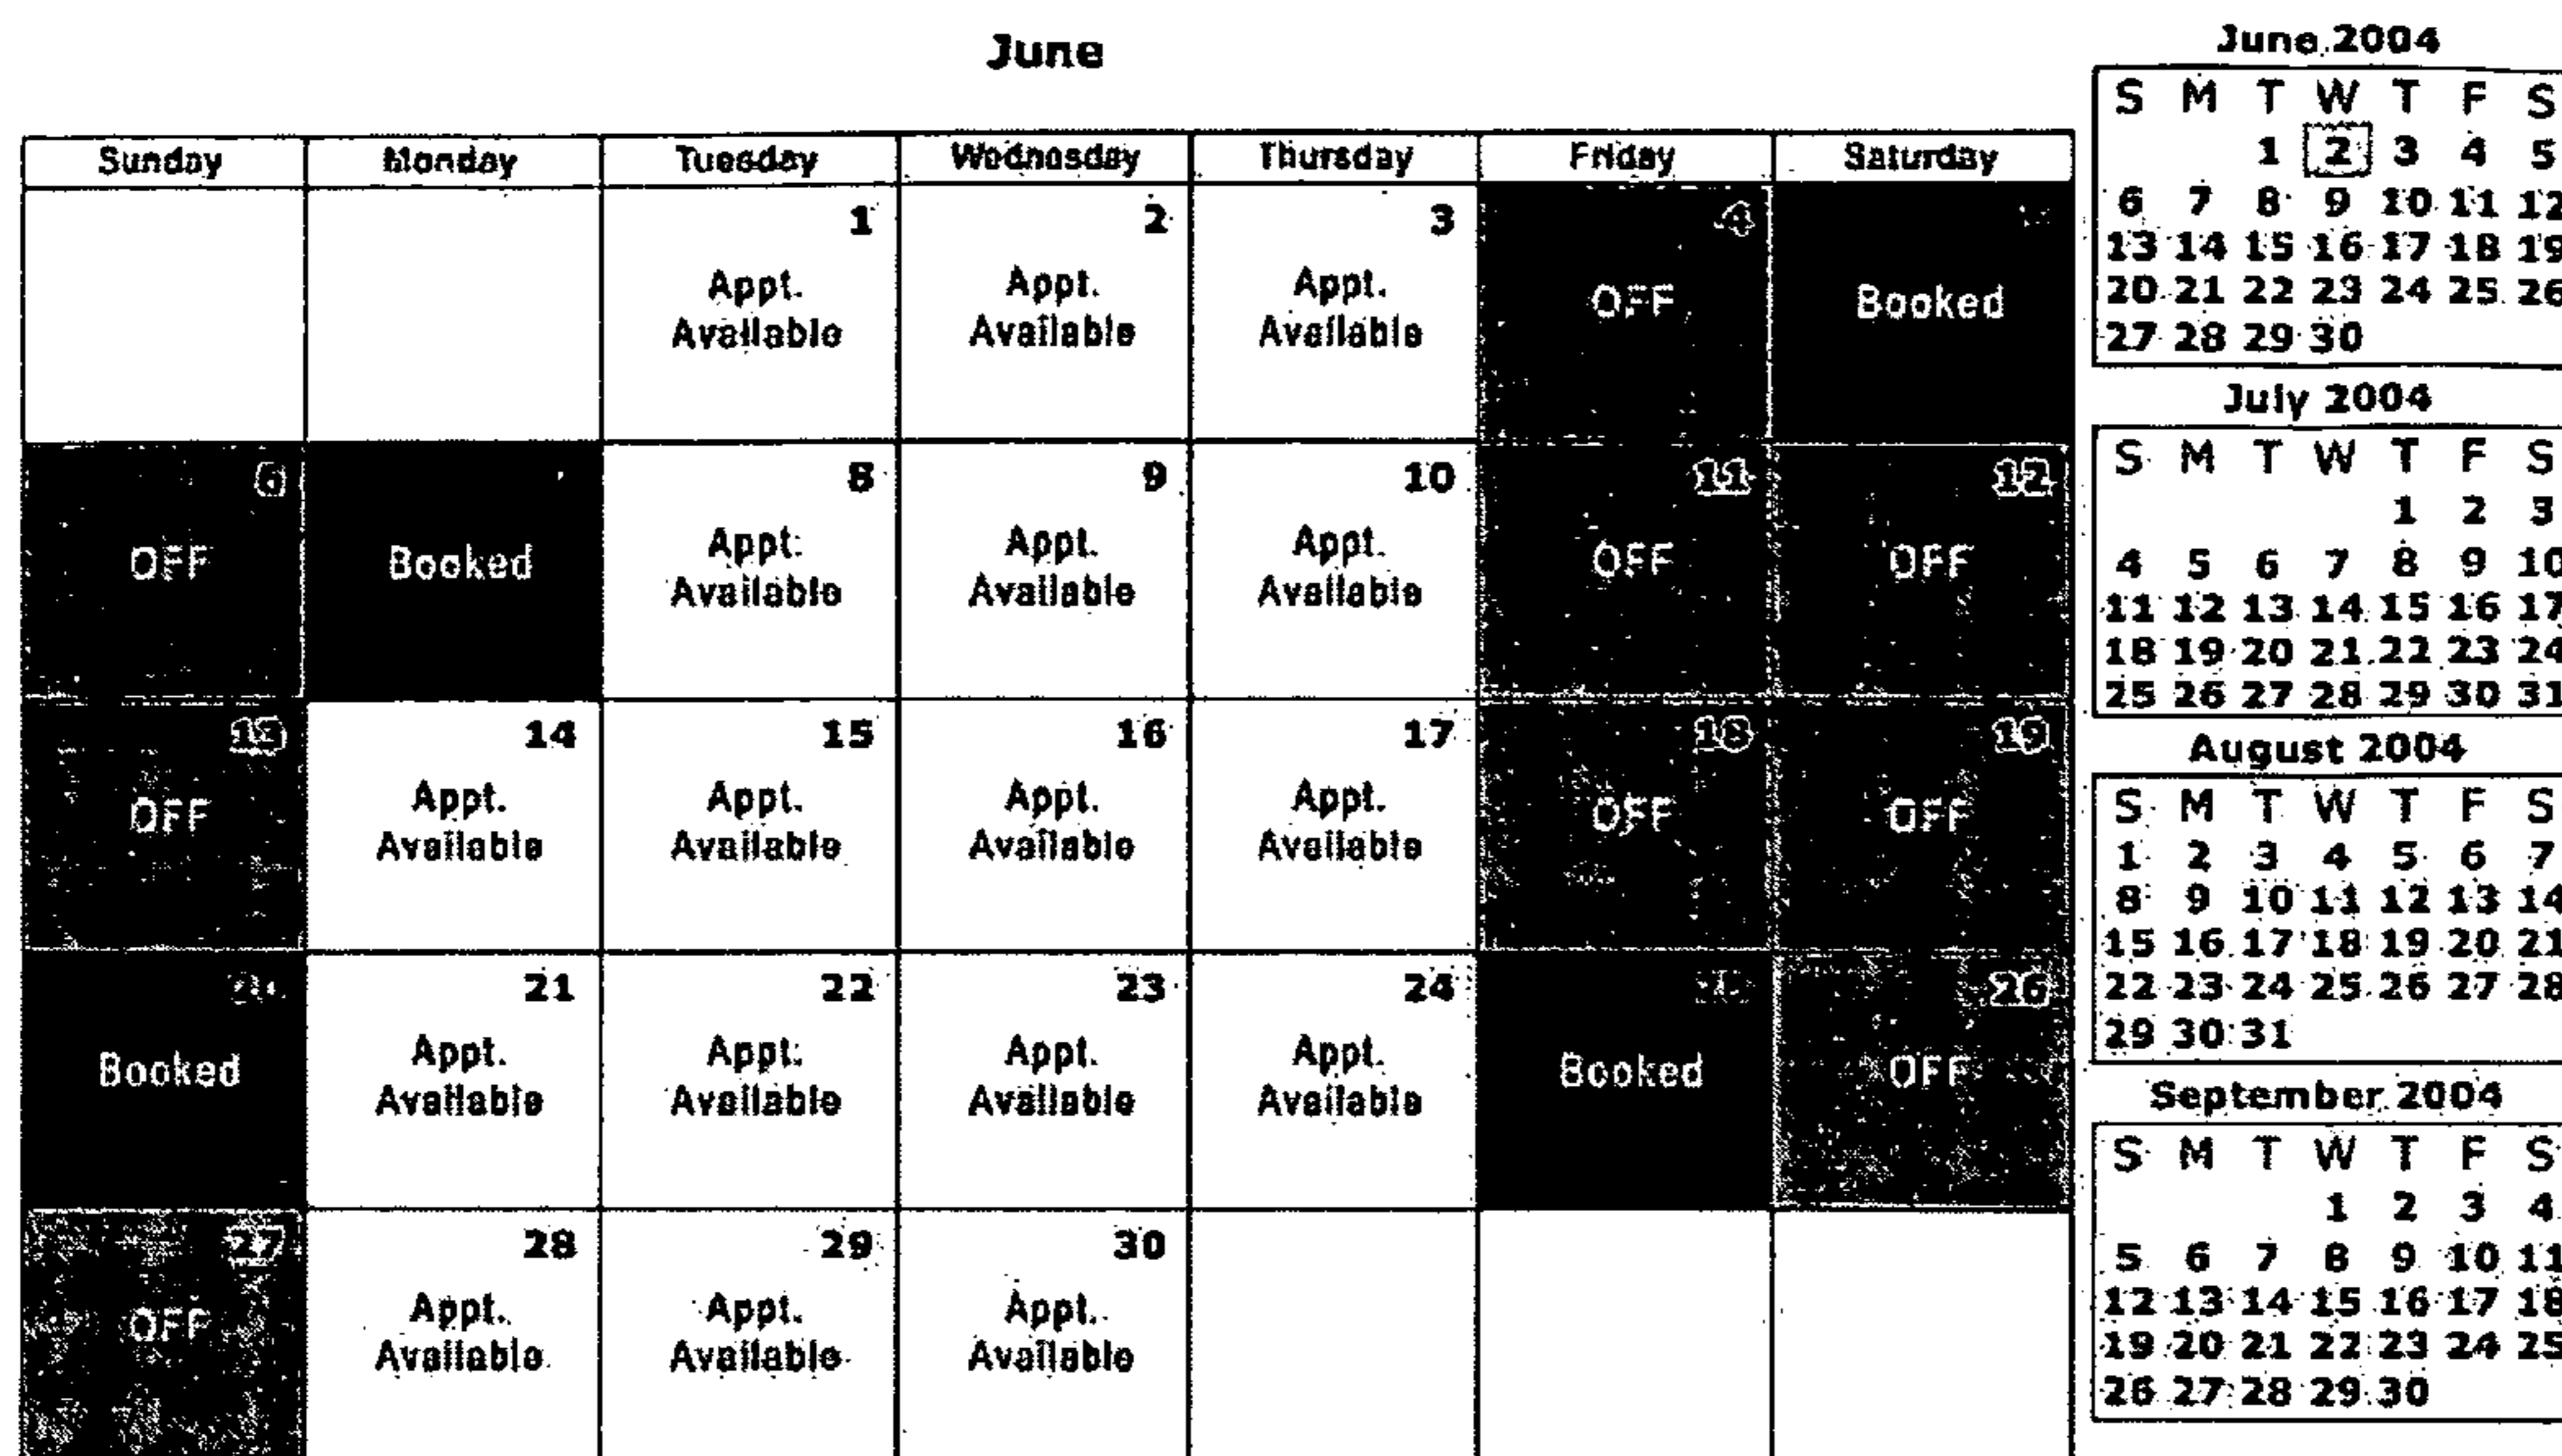 June
Sunday Monday Tuesday Wednesday Thursday Friday Saturday
1 2 3 4
Appt. Available Appt. Available Appt. Available OFF Booked
6 8 9 10 11 12
OFF Booked Appt. Available Appt. Available Appt. Available OFF OFF
13 14 15 16 17 18 19
OFF Appt. Available Appt. Available Appt. Available Appt. Available OFF OFF
21 22 23 24 26
Booked Appt. Available Appt. Available Appt. Available Appt. Available Booked OFF
27 28 29 30
OFF Appt. Available Appt. Available Appt. Available
June 2004
S M T W T F S
1 2 3 4 5
6 7 8 9 10 11 12
13 14 15 16 17 18 19
20 21 22 23 24 25 26
27 28 29 30
July 2004
S M T W T F S
1 2 3
4 5 6 7 8 9 10
11 12 13 14 15 16 17
18 19 20 21 22 23 24
25 26 27 28 29 30 31
August 2004
S M T W T F S
1 2 3 4 5 6 7
8 9 10 11 12 13 14
15 16 17 18 19 20 21
22 23 24 25 26 27 28
29 30 31
September 2004
S M T W T F S
1 2 3 4
5 6 7 8 9 10 11
12 13 14 15 16 17 18
19 20 21 22 23 24 25
26 27 28 29 30